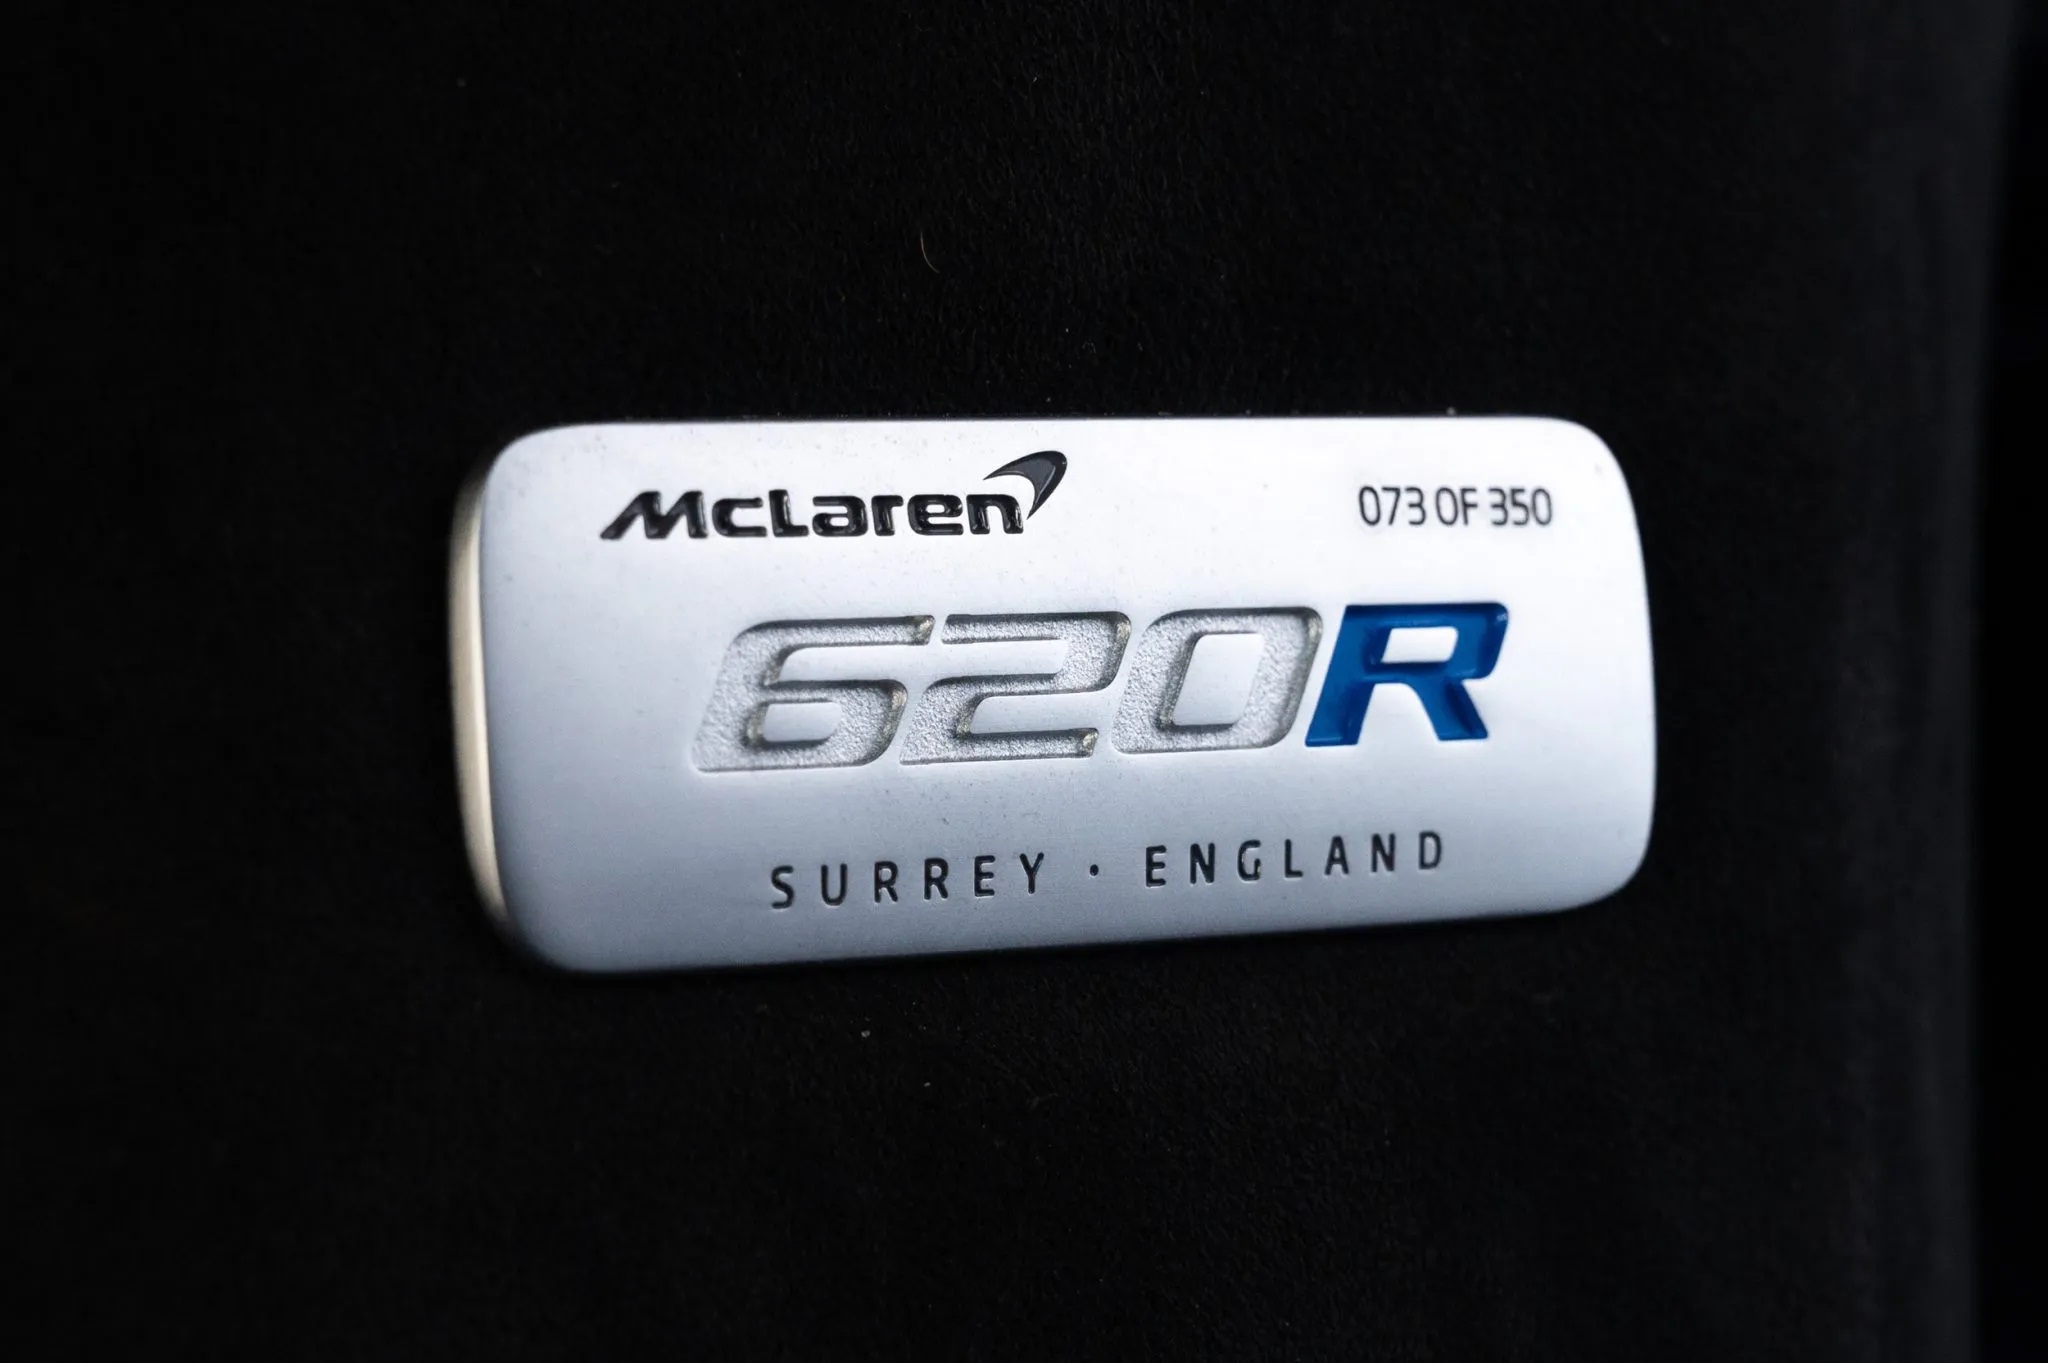 McLaren
073 OF 350
620R
SURREY · ENGLAND